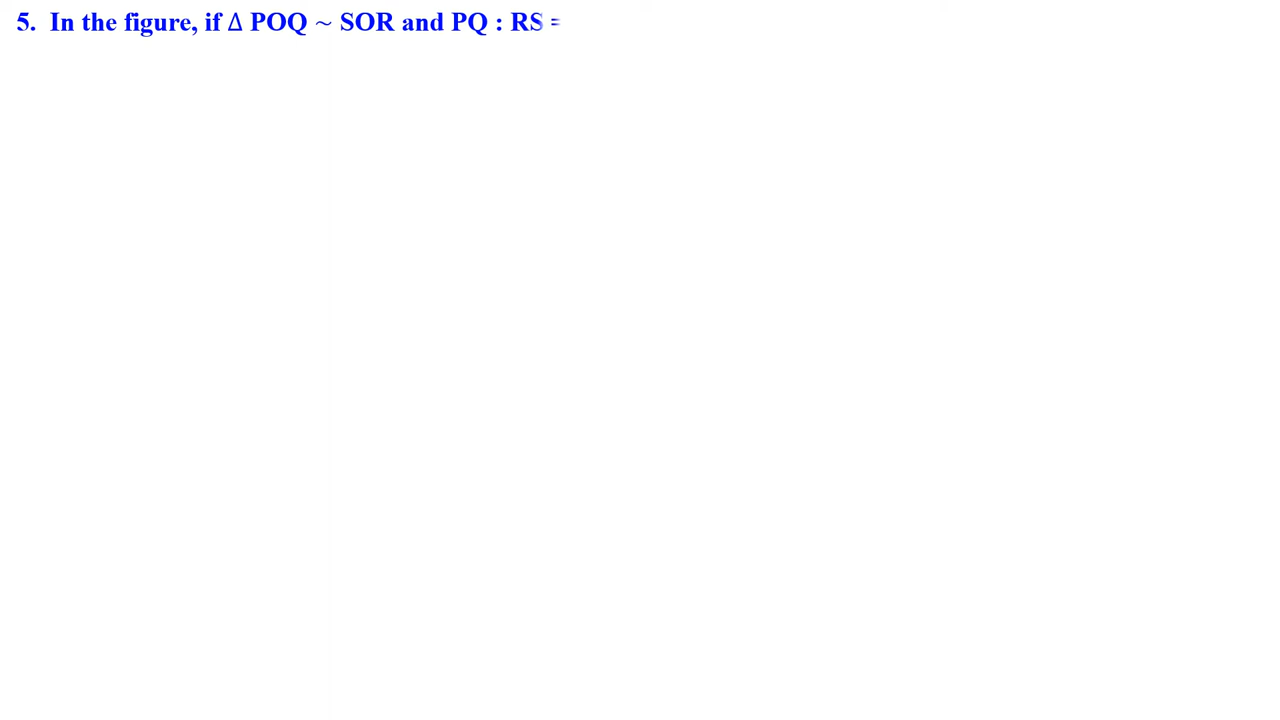 5. In the figure, if Δ POQ ~ SOR and PQ : RS =